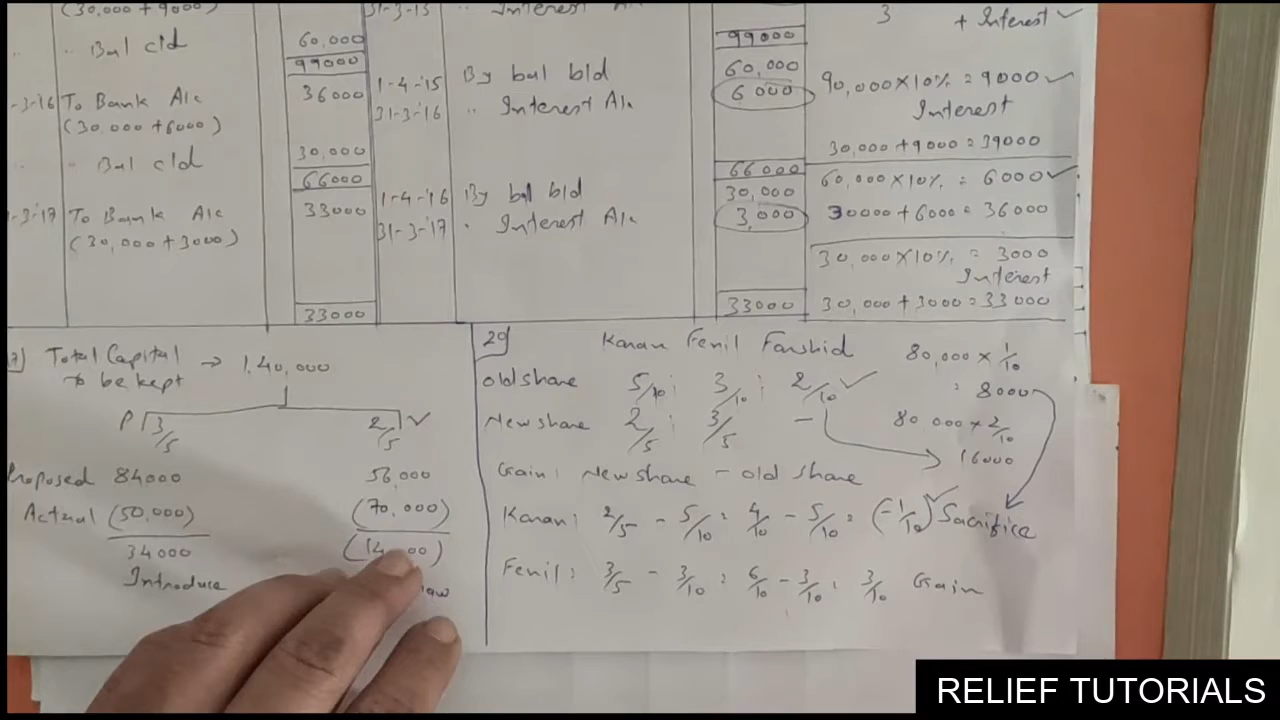 (30,000 + 9000) 31-3-15 " Interest A/c 3 + Interest ✓
" " Bal c/d 60,000 99000
99000 1-4-15 By bal b/d 60,000 90,000 × 10% = 9000 ✓
-3-'16 To Bank A/c 36000 31-3-'16 " Interest A/c 6000 Interest
(30,000 + 6000)
" " Bal c/d 30,000 30,000 + 9000 = 39000
66000 66000 60,000 × 10% = 6000 ✓
1-4-'16 By bal b/d 30,000
-3-'17 To Bank A/c 33000 31-3-'17 " Interest A/c 3,000 30000 + 6000 = 36000
(30,000 + 3000)
30,000 × 10% = 3000
Interest
33000 33000 30,000 + 3000 = 33000
Total Capital → 1,40,000
to be kept
P 3/5 2/5 ✓
Proposed 84000 56,000
Actual (50,000) (70,000)
34000
Introduce
29 Karan Fenil Farshid 80,000 × 1/10
= 8000
Old share 5/10 : 3/10 : 2/10 ✓
New share 2/5 : 3/5 - 80 000 × 2/10
16000
Gain : New share - old share
Karan : 2/5 - 5/10 = 4/10 - 5/10 = (-1/10) ✓ Sacrifice
Fenil : 3/5 - 3/10 = 6/10 - 3/10 = 3/10 Gain
RELIEF TUTORIALS